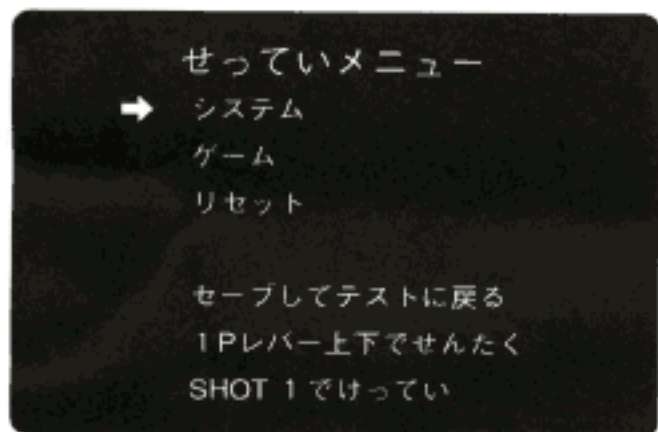 せっていメニュー
➡ システム
ゲーム
リセット
セーブしてテストに戻る
1Pレバー上下でせんたく
SHOT 1でけってい